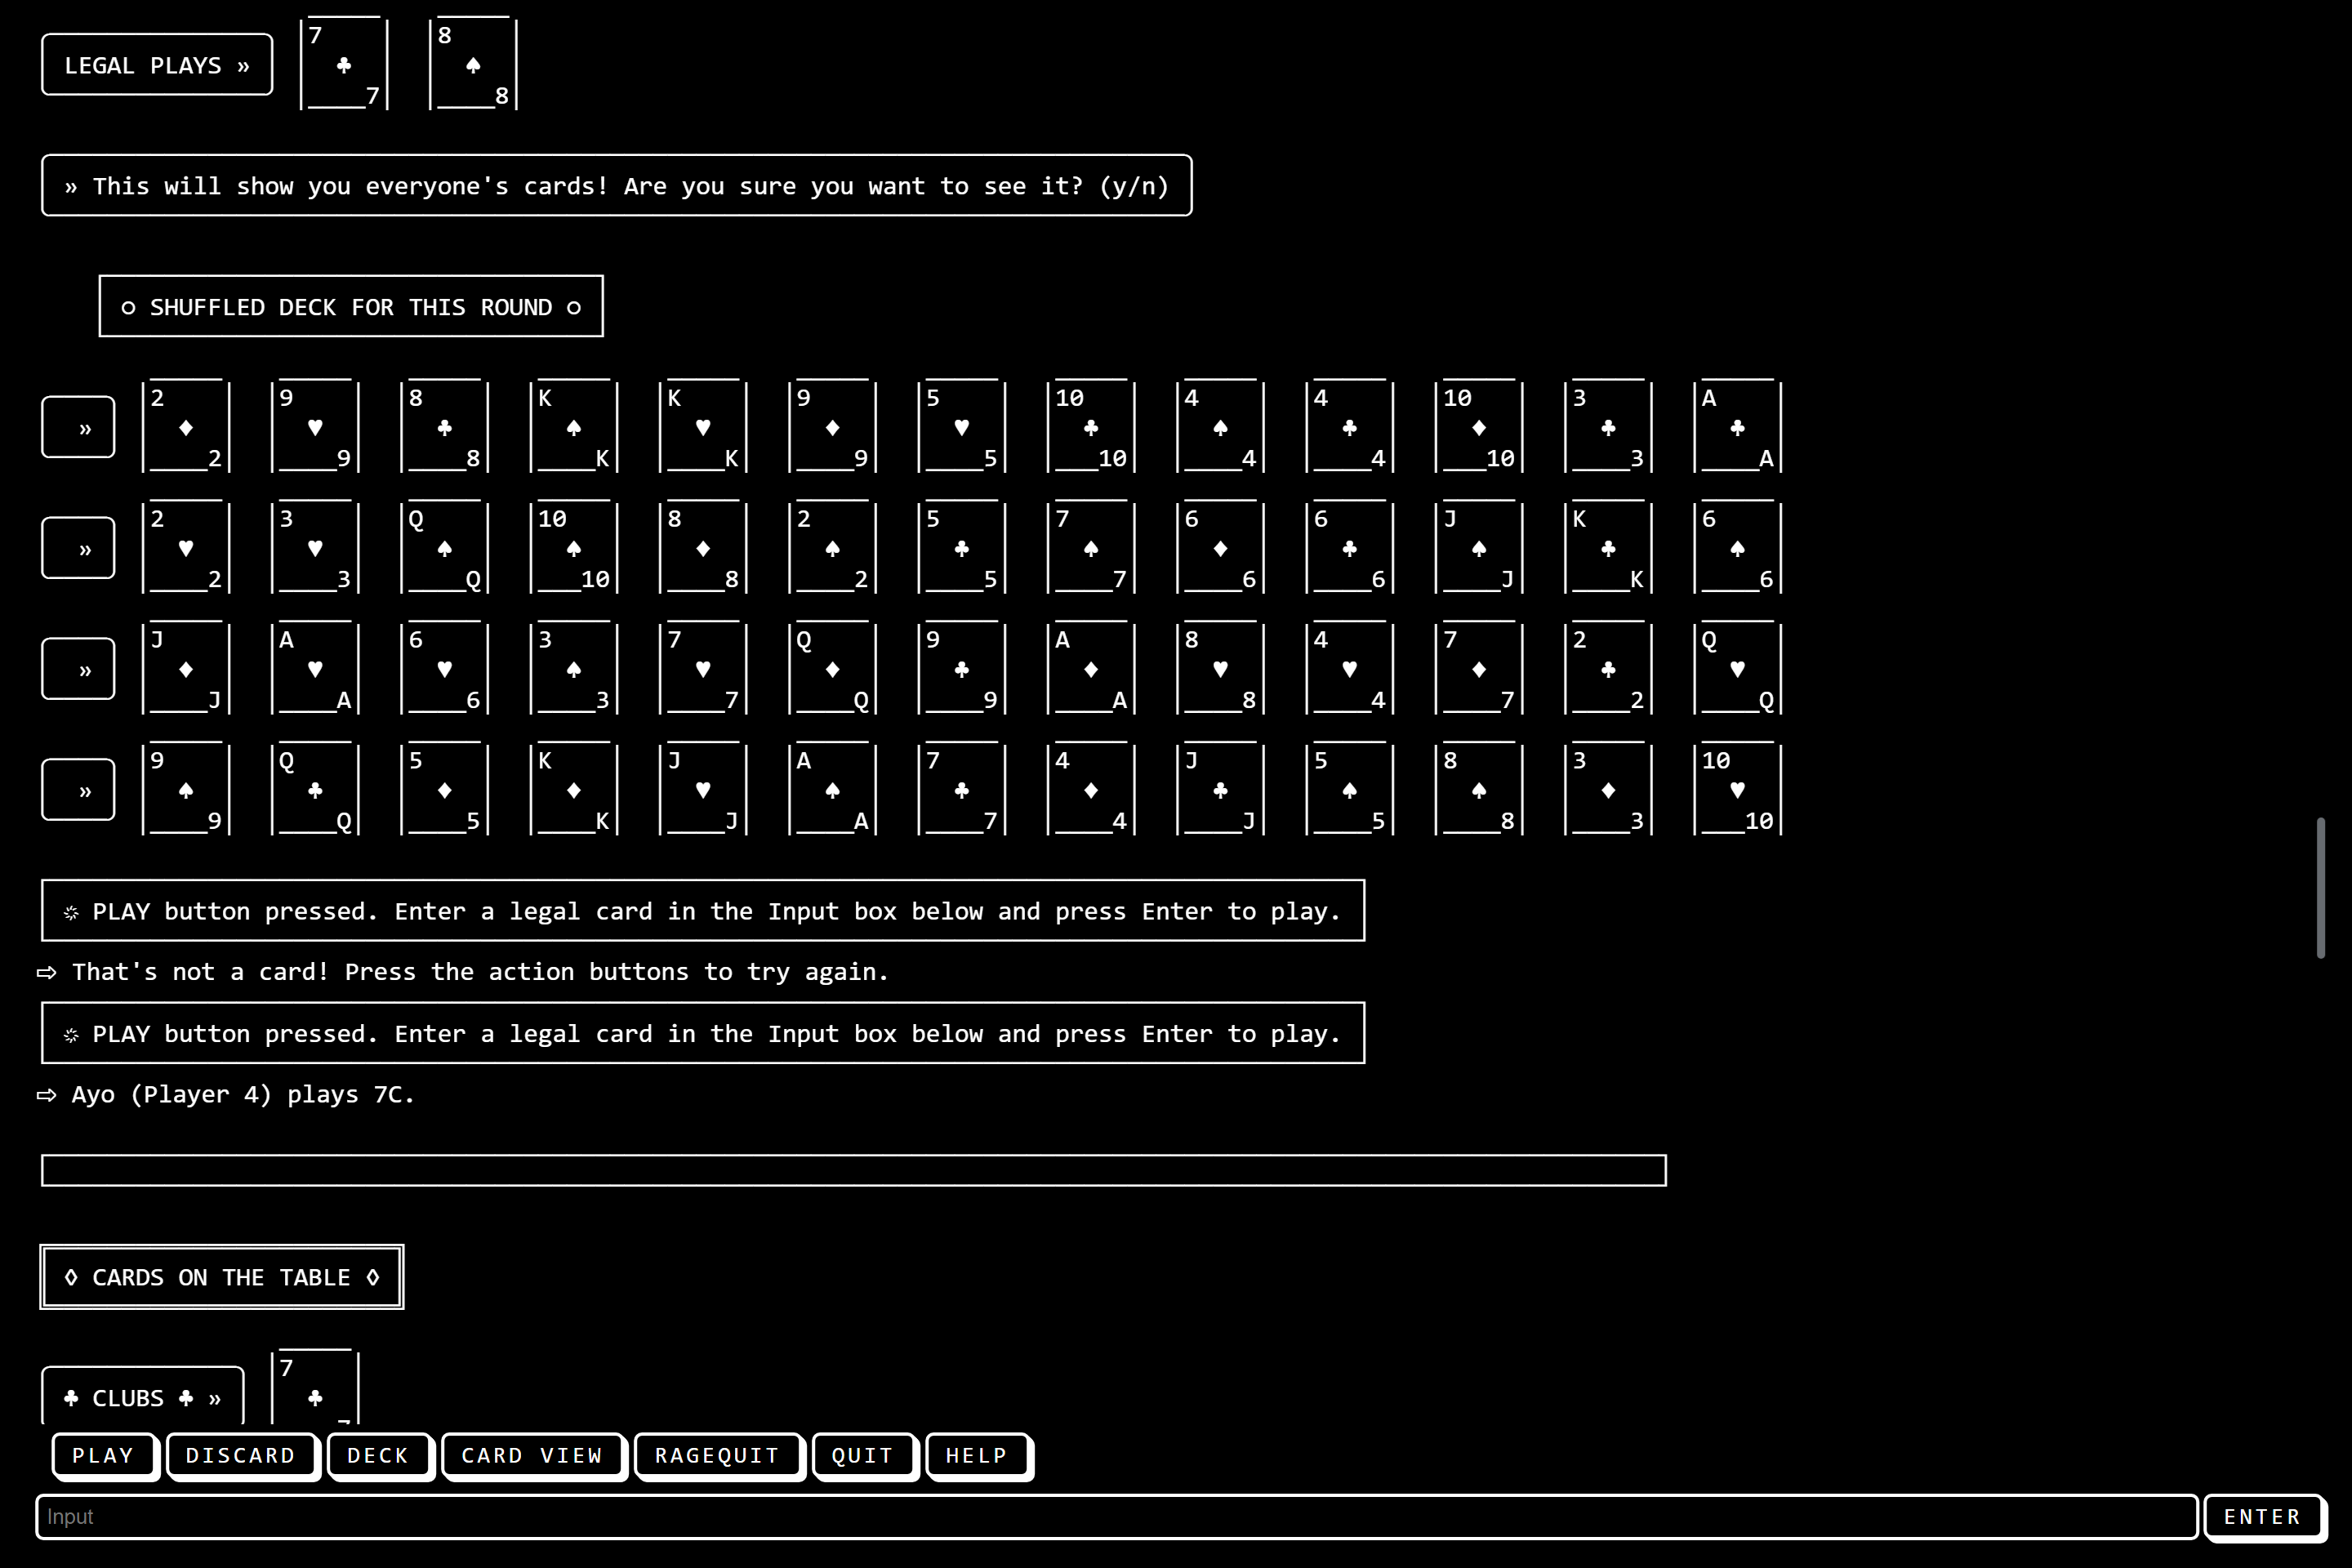 LEGAL PLAYS » 7 ♣ 7 8 ♠ 8
» This will show you everyone's cards! Are you sure you want to see it? (y/n)
○ SHUFFLED DECK FOR THIS ROUND ○
2 9 8 K K 9 5 10 4 4 10 3 A
» ♦ ♥ ♣ ♠ ♥ ♦ ♥ ♣ ♠ ♣ ♦ ♣ ♣
2 9 8 K K 9 5 10 4 4 10 3 A
2 3 Q 10 8 2 5 7 6 6 J K 6
» ♥ ♥ ♠ ♠ ♦ ♠ ♣ ♠ ♦ ♣ ♠ ♣ ♠
2 3 Q 10 8 2 5 7 6 6 J K 6
J A 6 3 7 Q 9 A 8 4 7 2 Q
» ♦ ♥ ♥ ♠ ♥ ♦ ♣ ♦ ♥ ♥ ♦ ♣ ♥
J A 6 3 7 Q 9 A 8 4 7 2 Q
9 Q 5 K J A 7 4 J 5 8 3 10
» ♠ ♣ ♦ ♦ ♥ ♠ ♣ ♦ ♣ ♠ ♠ ♦ ♥
9 Q 5 K J A 7 4 J 5 8 3 10
☼ PLAY button pressed. Enter a legal card in the Input box below and press Enter to play.
⇨ That's not a card! Press the action buttons to try again.
☼ PLAY button pressed. Enter a legal card in the Input box below and press Enter to play.
⇨ Ayo (Player 4) plays 7C.
◊ CARDS ON THE TABLE ◊
♣ CLUBS ♣ » 7 ♣
PLAY DISCARD DECK CARD VIEW RAGEQUIT QUIT HELP
Input ENTER